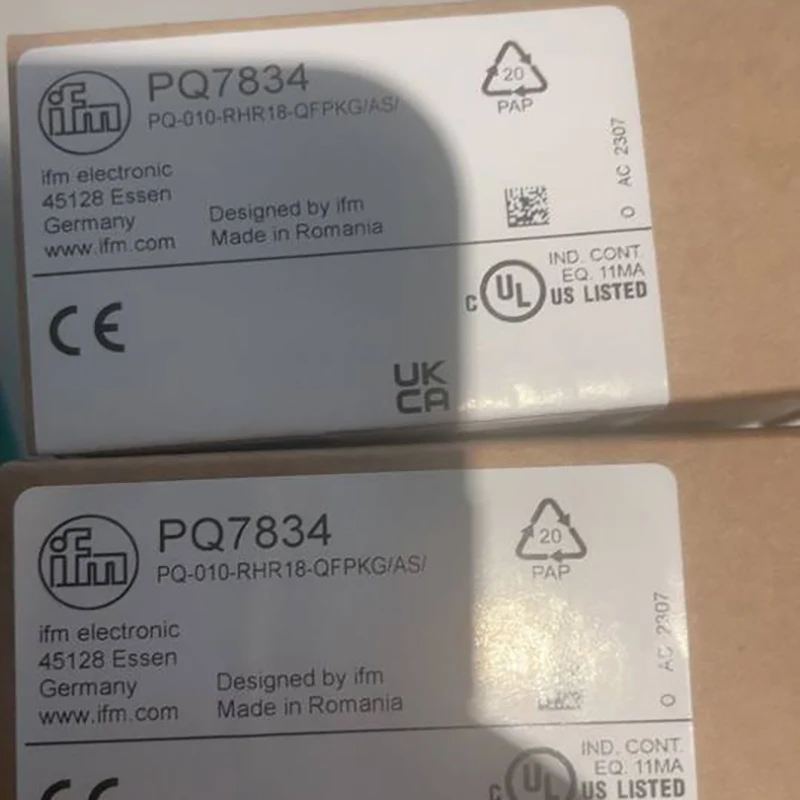 ifm
PQ7834
PQ-010-RHR18-QFPKG/AS/
20
PAP
ifm electronic
45128 Essen
Germany
www.ifm.com
Designed by ifm
Made in Romania
O AC 2307
IND. CONT.
EQ. 11MA
C UL US LISTED
CE
UK
CA
ifm
PQ7834
PQ-010-RHR18-QFPKG/AS/
20
PAP
ifm electronic
45128 Essen
Germany
www.ifm.com
Designed by ifm
Made in Romania
O AC 2307
IND. CONT.
EQ. 11MA
C UL US LISTED
CE